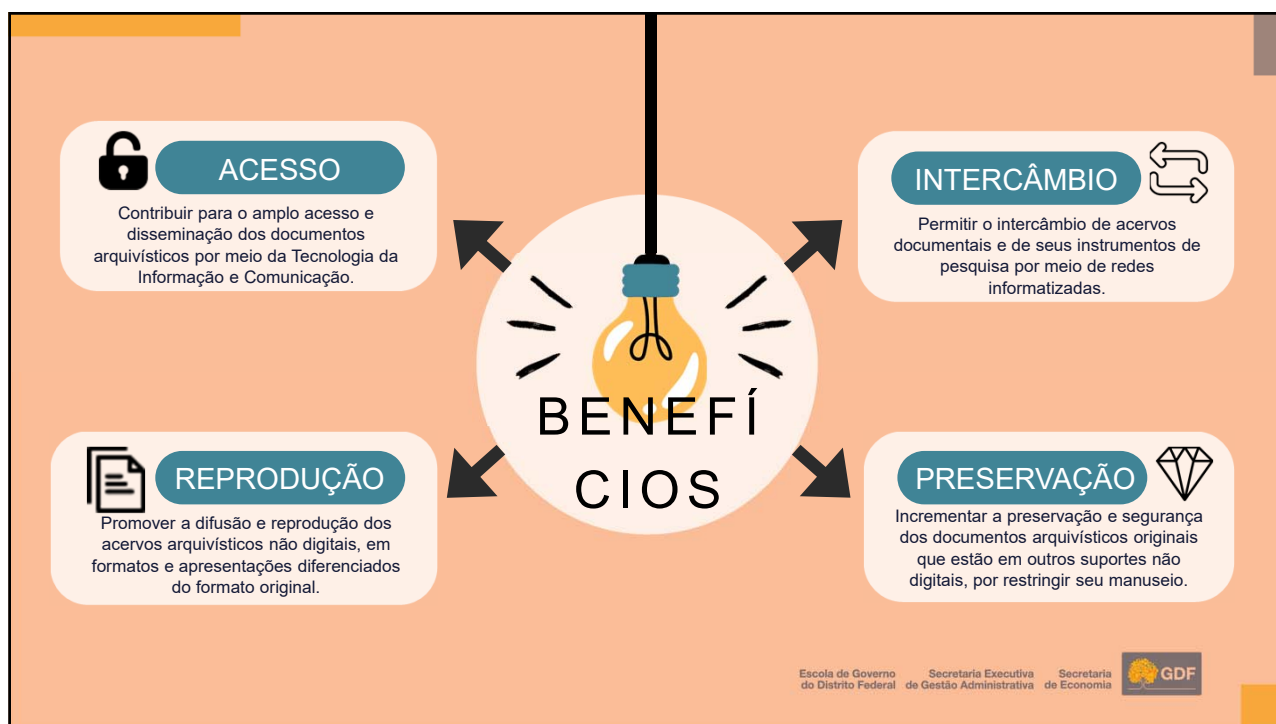 ACESSO
Contribuir para o amplo acesso e
disseminação dos documentos
arquivísticos por meio da Tecnologia da
Informação e Comunicação.
INTERCÂMBIO
Permitir o intercâmbio de acervos
documentais e de seus instrumentos de
pesquisa por meio de redes
informatizadas.
BENEFÍ
CIOS
REPRODUÇÃO
Promover a difusão e reprodução dos
acervos arquivísticos não digitais, em
formatos e apresentações diferenciados
do formato original.
PRESERVAÇÃO
Incrementar a preservação e segurança
dos documentos arquivísticos originais
que estão em outros suportes não
digitais, por restringir seu manuseio.
Escola de Governo
do Distrito Federal
Secretaria Executiva
de Gestão Administrativa
Secretaria
de Economia
GDF